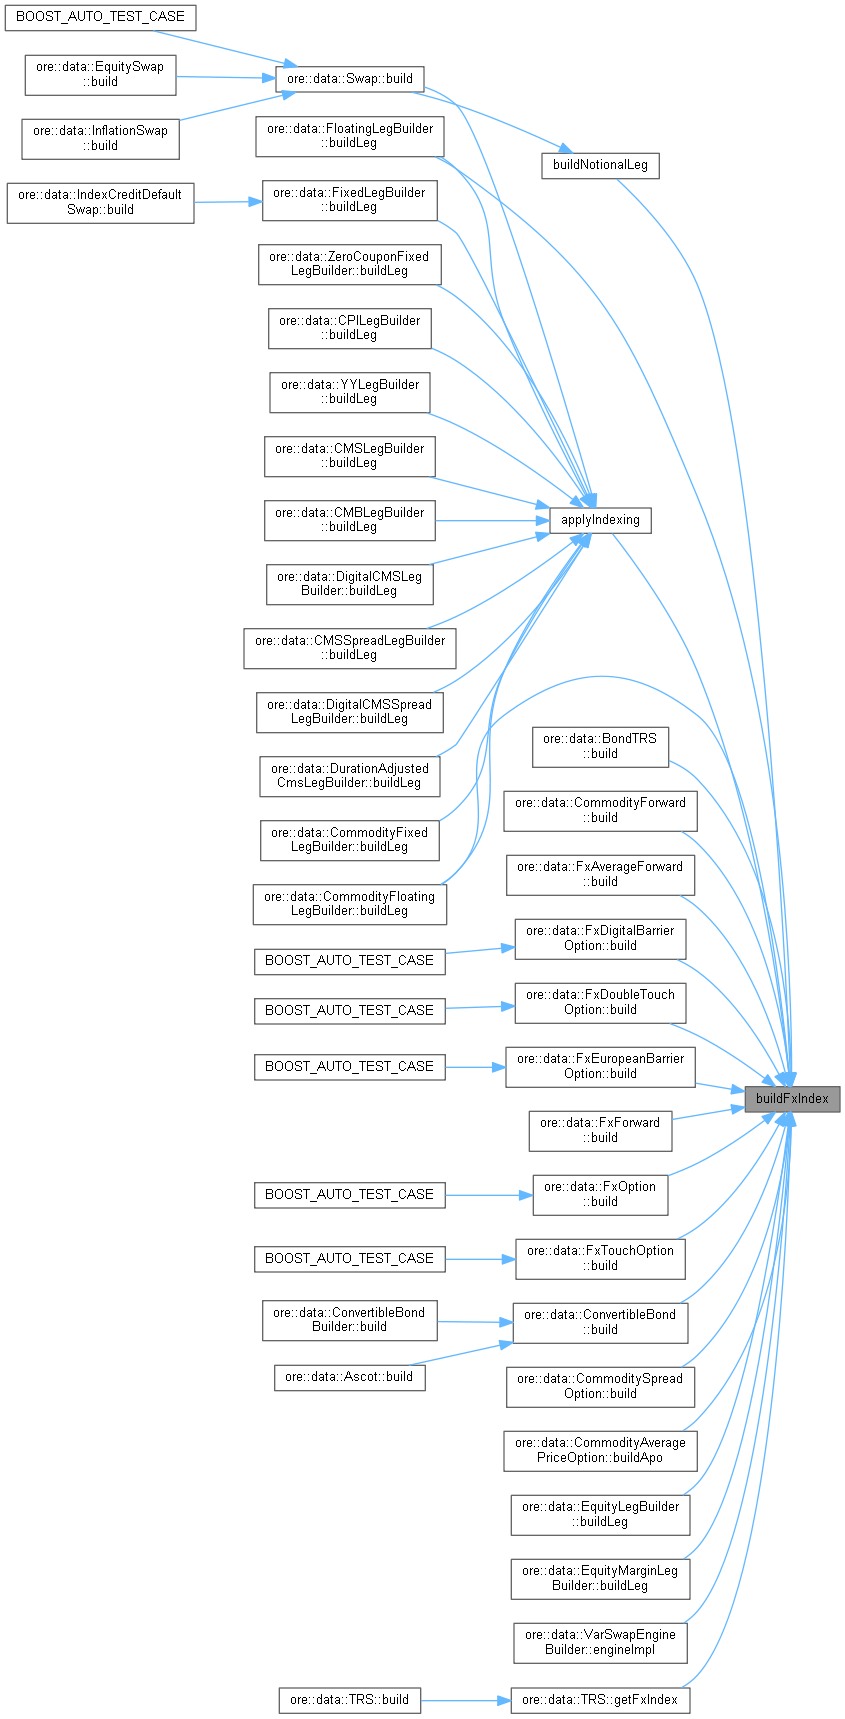 BOOST_AUTO_TEST_CASE
ore::data::EquitySwap
::build
ore::data::Swap::build
ore::data::InflationSwap
::build
ore::data::FloatingLegBuilder
::buildLeg
buildNotionalLeg
ore::data::IndexCreditDefault
Swap::build
ore::data::FixedLegBuilder
::buildLeg
ore::data::ZeroCouponFixed
LegBuilder::buildLeg
ore::data::CPILegBuilder
::buildLeg
ore::data::YYLegBuilder
::buildLeg
ore::data::CMSLegBuilder
::buildLeg
ore::data::CMBLegBuilder
::buildLeg
applyIndexing
ore::data::DigitalCMSLeg
Builder::buildLeg
ore::data::CMSSpreadLegBuilder
::buildLeg
ore::data::DigitalCMSSpread
LegBuilder::buildLeg
ore::data::BondTRS
::build
ore::data::DurationAdjusted
CmsLegBuilder::buildLeg
ore::data::CommodityForward
::build
ore::data::CommodityFixed
LegBuilder::buildLeg
ore::data::FxAverageForward
::build
ore::data::CommodityFloating
LegBuilder::buildLeg
ore::data::FxDigitalBarrier
Option::build
BOOST_AUTO_TEST_CASE
ore::data::FxDoubleTouch
Option::build
BOOST_AUTO_TEST_CASE
ore::data::FxEuropeanBarrier
Option::build
BOOST_AUTO_TEST_CASE
buildFxIndex
ore::data::FxForward
::build
ore::data::FxOption
::build
BOOST_AUTO_TEST_CASE
ore::data::FxTouchOption
::build
BOOST_AUTO_TEST_CASE
ore::data::ConvertibleBond
Builder::build
ore::data::ConvertibleBond
::build
ore::data::Ascot::build
ore::data::CommoditySpread
Option::build
ore::data::CommodityAverage
PriceOption::buildApo
ore::data::EquityLegBuilder
::buildLeg
ore::data::EquityMarginLeg
Builder::buildLeg
ore::data::VarSwapEngine
Builder::engineImpl
ore::data::TRS::build
ore::data::TRS::getFxIndex